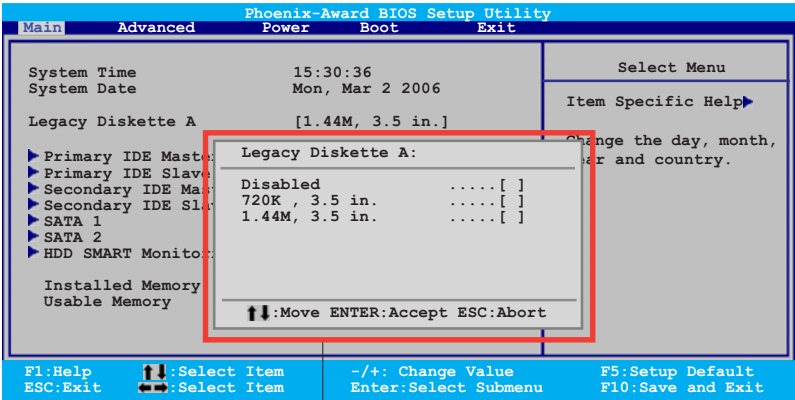 Phoenix-Award BIOS Setup Utility
Main Advanced Power Boot Exit
System Time 15:30:36
System Date Mon, Mar 2 2006
Legacy Diskette A [1.44M, 3.5 in.]
Primary IDE Maste
Primary IDE Slave
Secondary IDE Mas
Secondary IDE Sla
SATA 1
SATA 2
HDD SMART Monitor
Installed Memory
Usable Memory
Legacy Diskette A:
Disabled .....[ ]
720K , 3.5 in. .....[ ]
1.44M, 3.5 in. .....[ ]
:Move ENTER:Accept ESC:Abort
Select Menu
Item Specific Help
Change the day, month,
ear and country.
F1:Help :Select Item -/+: Change Value F5:Setup Default
ESC:Exit :Select Item Enter:Select Submenu F10:Save and Exit